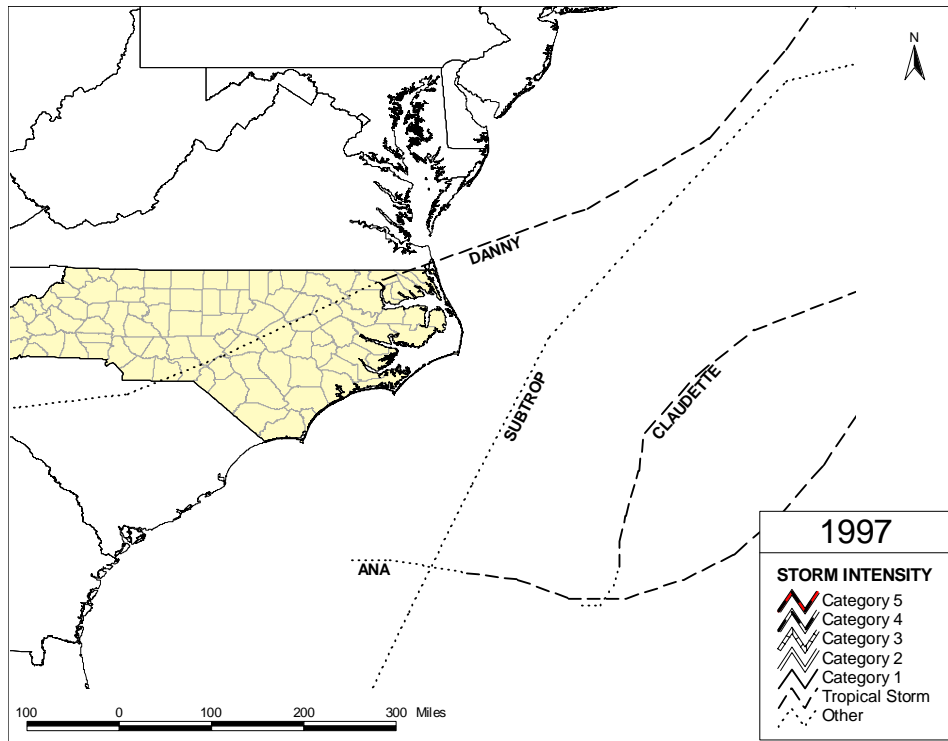 N
DANNY
SUBTROP
CLAUDETTE
ANA
1997
STORM INTENSITY
Category 5
Category 4
Category 3
Category 2
Category 1
Tropical Storm
Other
100 0 100 200 300 Miles